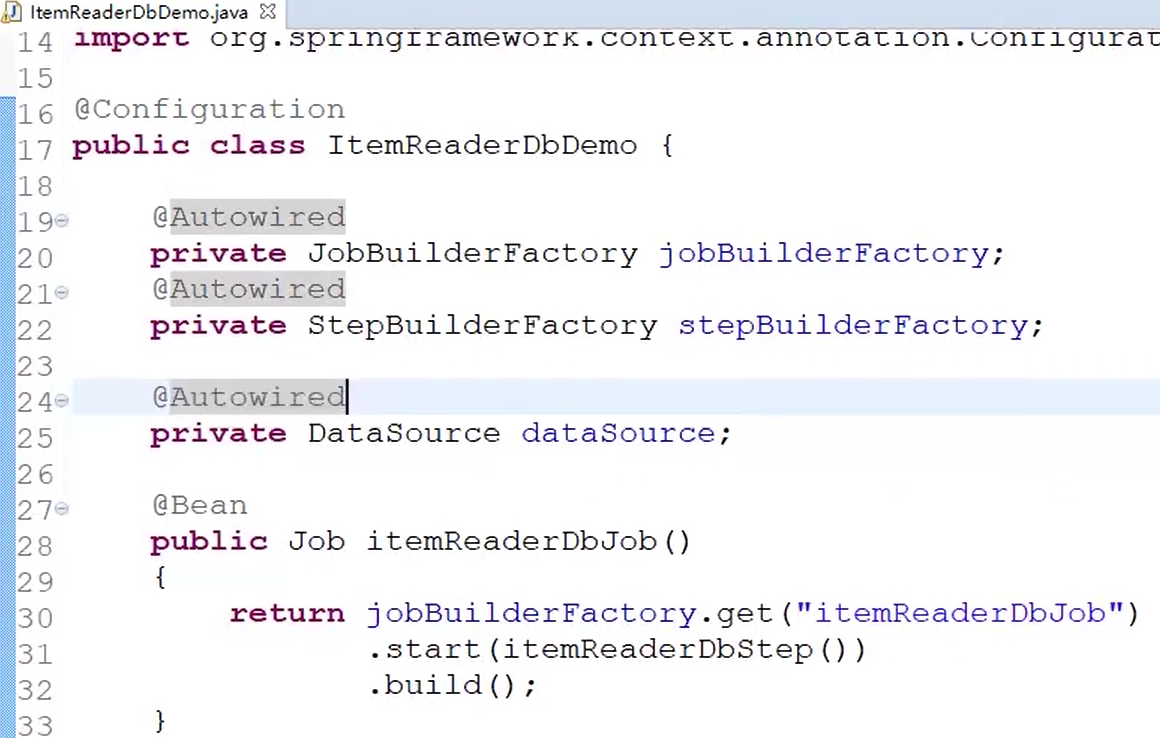 ItemReaderDbDemo.java
14 import org.springframework.context.annotation.Configurat
15
16 @Configuration
17 public class ItemReaderDbDemo {
18
19 @Autowired
20 private JobBuilderFactory jobBuilderFactory;
21 @Autowired
22 private StepBuilderFactory stepBuilderFactory;
23
24 @Autowired
25 private DataSource dataSource;
26
27 @Bean
28 public Job itemReaderDbJob()
29 {
30 return jobBuilderFactory.get("itemReaderDbJob")
31 .start(itemReaderDbStep())
32 .build();
33 }